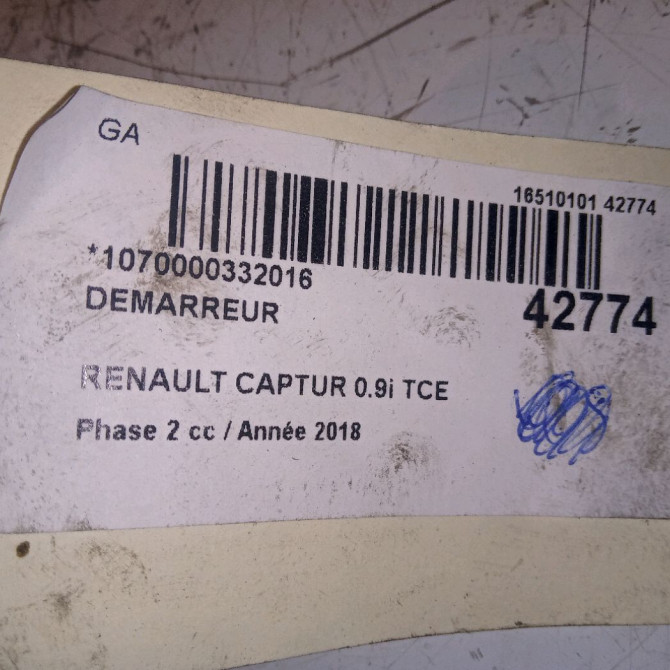 GA
16510101 42774
*1070000332016
42774
DEMARREUR
RENAULT CAPTUR 0.9i TCE
Phase 2 cc / Année 2018